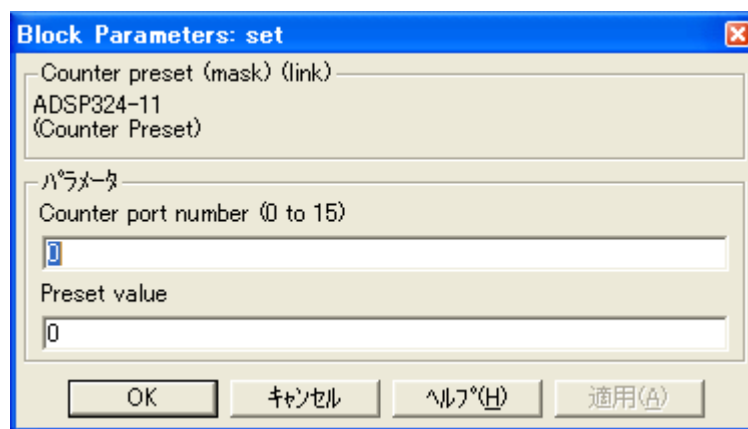 Block Parameters: set
Counter preset (mask) (link)
ADSP324-11
(Counter Preset)
ﾊﾟﾗﾒｰﾀ
Counter port number (0 to 15)
0
Preset value
0
OK ｷｬﾝｾﾙ ﾍﾙﾌﾟ(H) 適用(A)